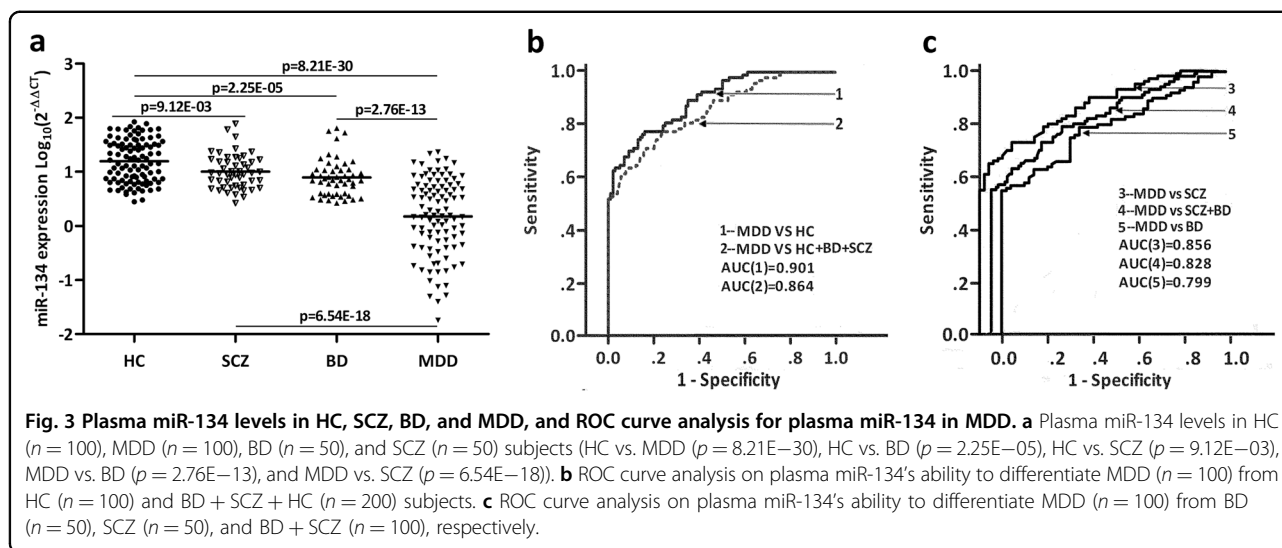 a
p=8.21E-30
p=2.25E-05
p=9.12E-03
p=2.76E-13
p=6.54E-18
miR-134 expression Log10(2-ΔΔCT)
3
2
1
0
-1
-2
HC SCZ BD MDD
b
Sensitivity
1.0
.8
.6
.4
.2
0.0
1
2
1--MDD VS HC
2--MDD VS HC+BD+SCZ
AUC(1)=0.901
AUC(2)=0.864
0.0 .2 .4 .6 .8 1.0
1 - Specificity
c
Sensitivity
1.0
.8
.6
.4
.2
0.0
3
4
5
3--MDD vs SCZ
4--MDD vs SCZ+BD
5--MDD vs BD
AUC(3)=0.856
AUC(4)=0.828
AUC(5)=0.799
0.0 .2 .4 .6 .8 1.0
1 - Specificity
Fig. 3 Plasma miR-134 levels in HC, SCZ, BD, and MDD, and ROC curve analysis for plasma miR-134 in MDD. a Plasma miR-134 levels in HC
(n = 100), MDD (n = 100), BD (n = 50), and SCZ (n = 50) subjects (HC vs. MDD (p = 8.21E−30), HC vs. BD (p = 2.25E−05), HC vs. SCZ (p = 9.12E−03),
MDD vs. BD (p = 2.76E−13), and MDD vs. SCZ (p = 6.54E−18)). b ROC curve analysis on plasma miR-134's ability to differentiate MDD (n = 100) from
HC (n = 100) and BD + SCZ + HC (n = 200) subjects. c ROC curve analysis on plasma miR-134's ability to differentiate MDD (n = 100) from BD
(n = 50), SCZ (n = 50), and BD + SCZ (n = 100), respectively.